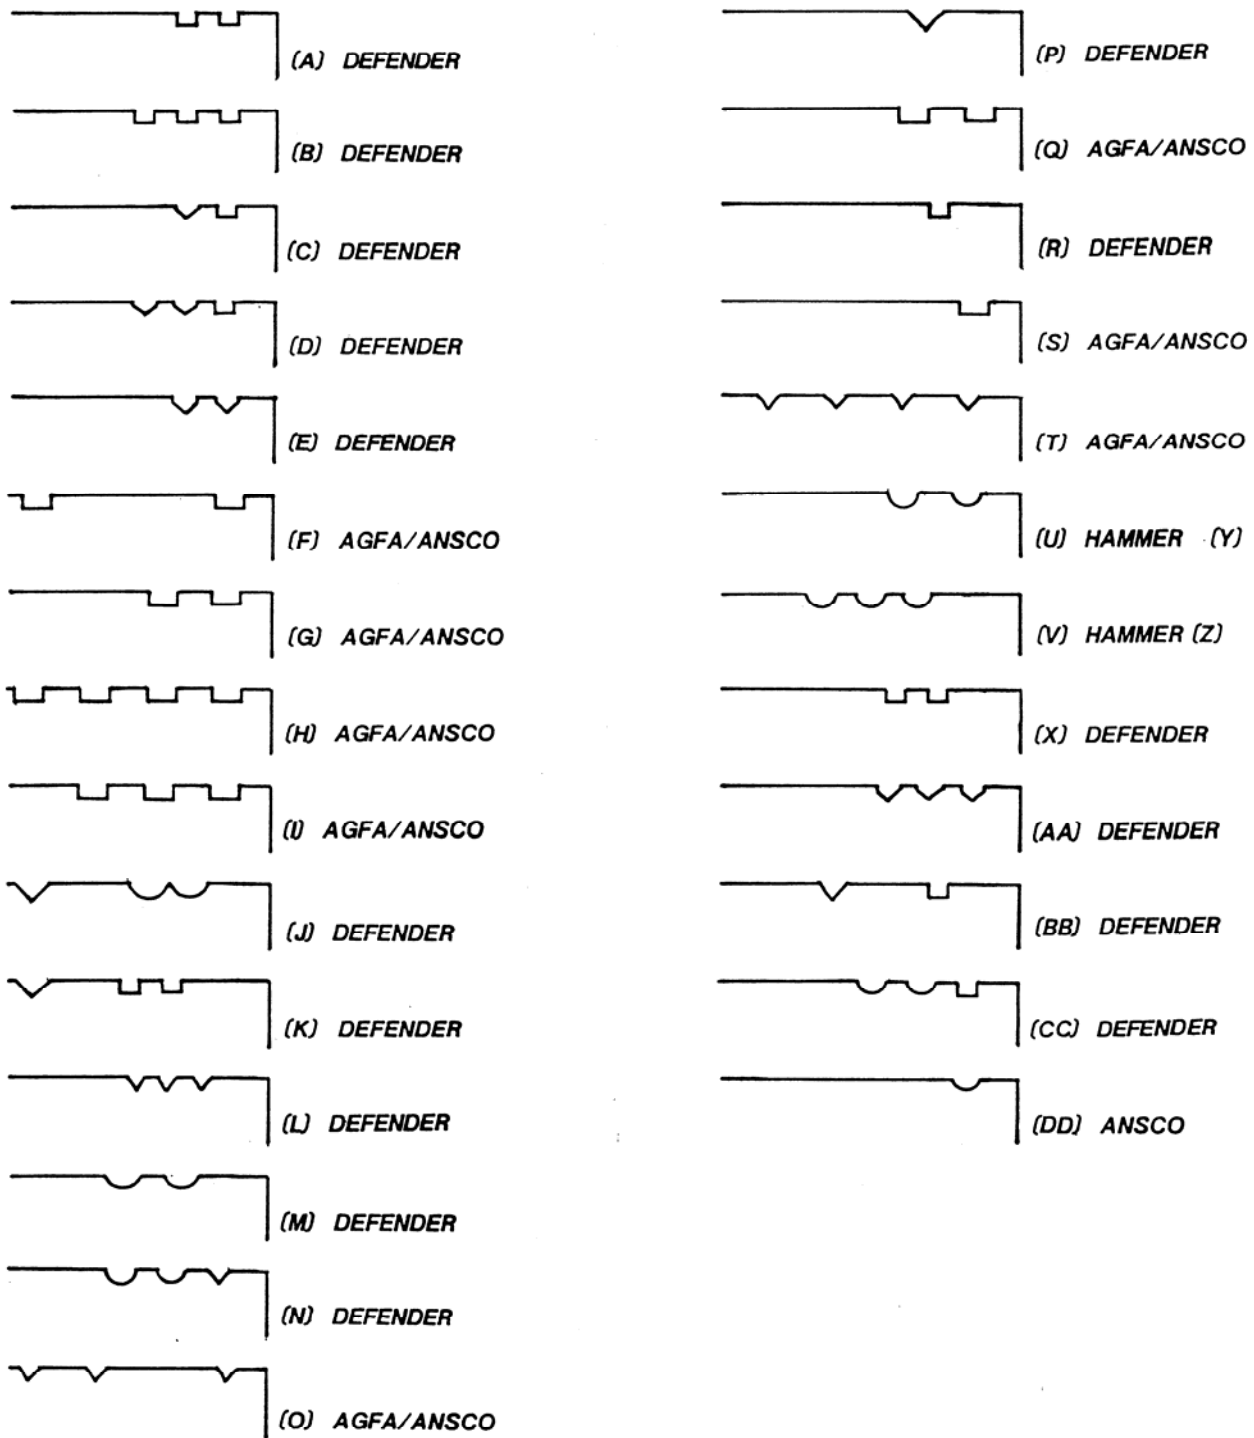 (A) DEFENDER
(B) DEFENDER
(C) DEFENDER
(D) DEFENDER
(E) DEFENDER
(F) AGFA/ANSCO
(G) AGFA/ANSCO
(H) AGFA/ANSCO
(I) AGFA/ANSCO
(J) DEFENDER
(K) DEFENDER
(L) DEFENDER
(M) DEFENDER
(N) DEFENDER
(O) AGFA/ANSCO
(P) DEFENDER
(Q) AGFA/ANSCO
(R) DEFENDER
(S) AGFA/ANSCO
(T) AGFA/ANSCO
(U) HAMMER (Y)
(V) HAMMER (Z)
(X) DEFENDER
(AA) DEFENDER
(BB) DEFENDER
(CC) DEFENDER
(DD) ANSCO